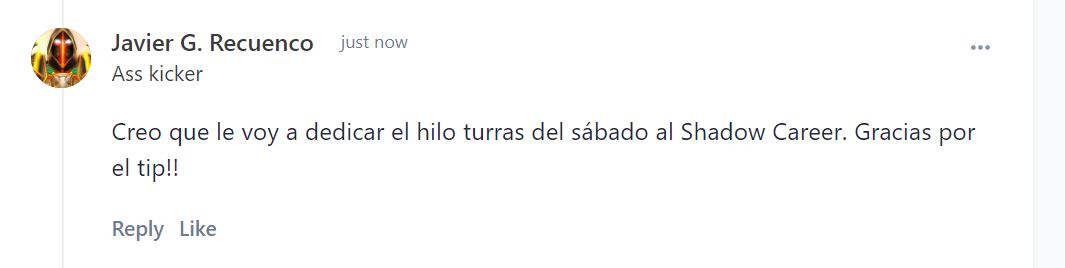 Javier G. Recuenco just now
Ass kicker
Creo que le voy a dedicar el hilo turras del sábado al Shadow Career. Gracias por
el tip!!
Reply Like